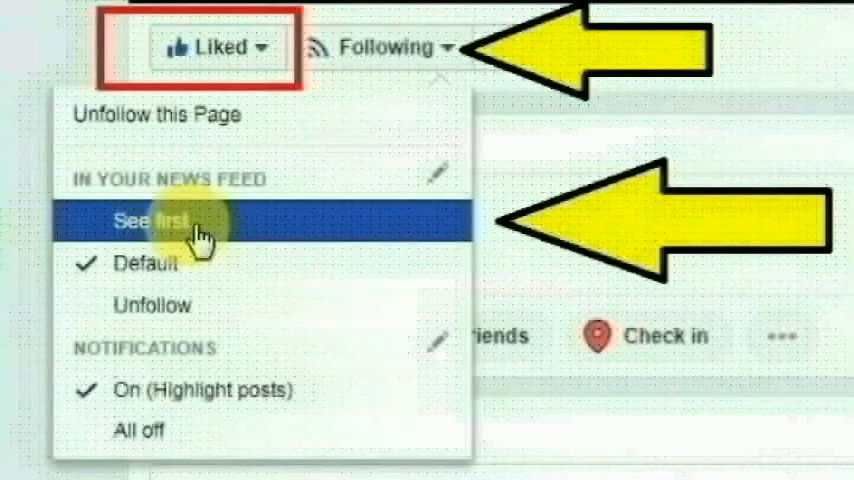 Liked Following
Unfollow this Page
IN YOUR NEWS FEED
See first
Default
Unfollow
NOTIFICATIONS
riends Check in
On (Highlight posts)
All off